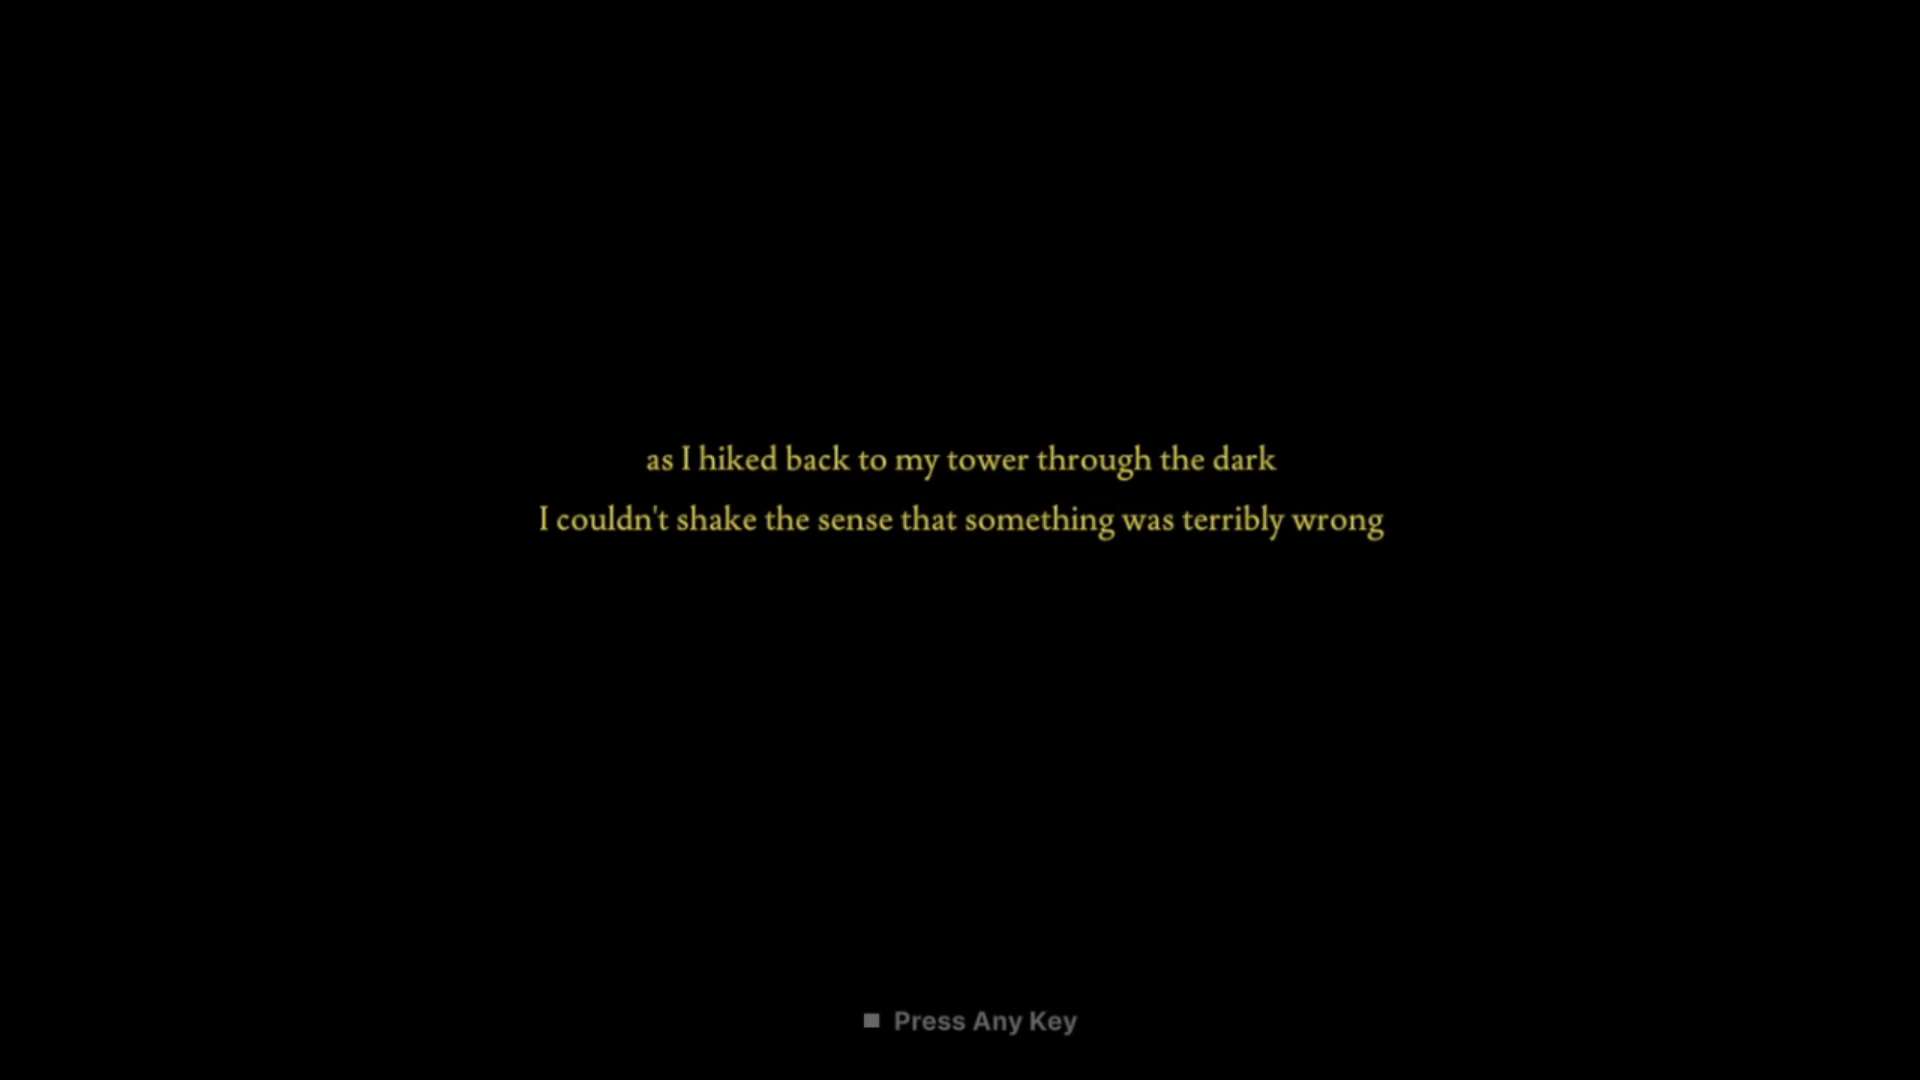 as I hiked back to my tower through the dark
I couldn't shake the sense that something was terribly wrong
Press Any Key